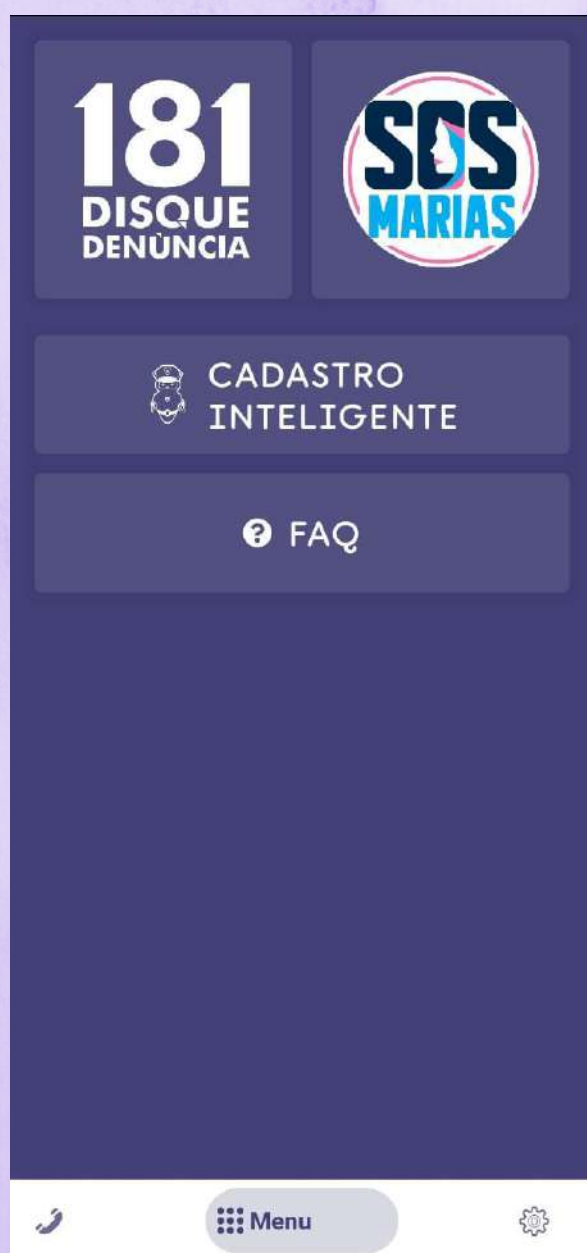 181
DISQUE
DENÚNCIA
SOS
MARIAS
CADASTRO
INTELIGENTE
FAQ
Menu